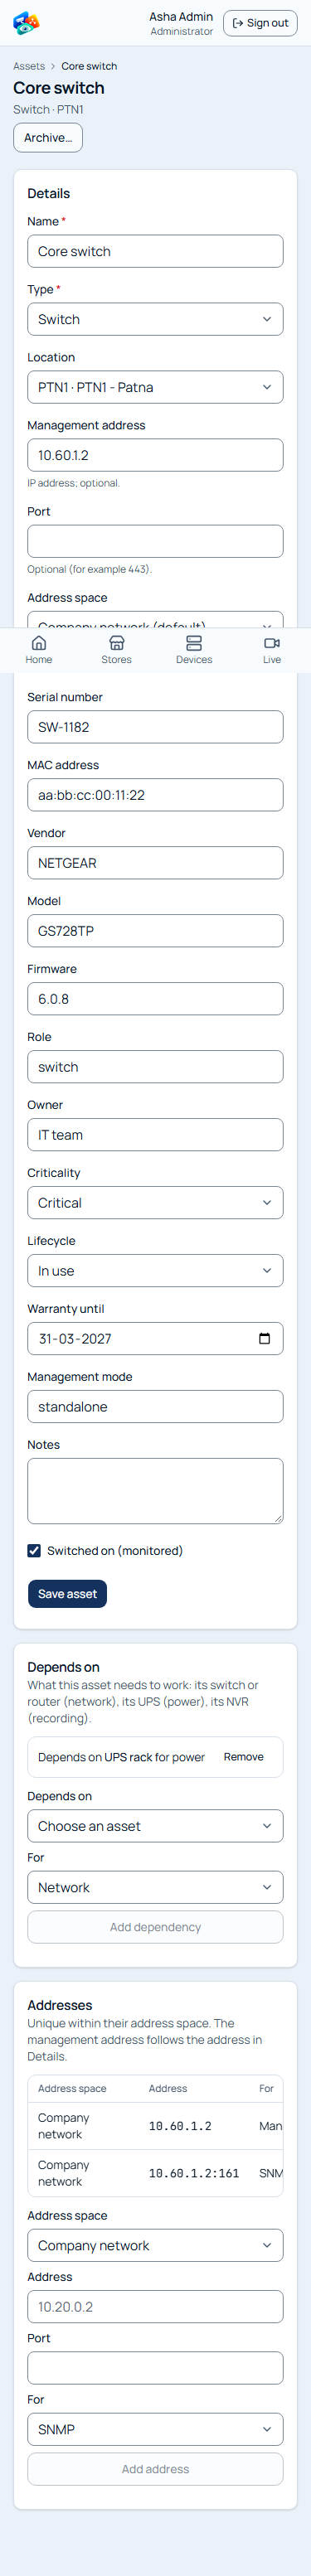 Asha Admin
Administrator
Sign out
Assets > Core switch
Core switch
Switch · PTN1
Archive...
Details
Name *
Core switch
Type *
Switch
Location
PTN1 · PTN1 - Patna
Management address
10.60.1.2
IP address; optional.
Port
Optional (for example 443).
Address space
Company network (default)
Home
Stores
Devices
Live
Serial number
SW-1182
MAC address
aa:bb:cc:00:11:22
Vendor
NETGEAR
Model
GS728TP
Firmware
6.0.8
Role
switch
Owner
IT team
Criticality
Critical
Lifecycle
In use
Warranty until
31-03-2027
Management mode
standalone
Notes
Switched on (monitored)
Save asset
Depends on
What this asset needs to work: its switch or
router (network), its UPS (power), its NVR
(recording).
Depends on UPS rack for power
Remove
Depends on
Choose an asset
For
Network
Add dependency
Addresses
Unique within their address space. The
management address follows the address in
Details.
Address space
Address
For
Company
network
10.60.1.2
Man
Company
network
10.60.1.2:161
SNM
Address space
Company network
Address
10.20.0.2
Port
For
SNMP
Add address